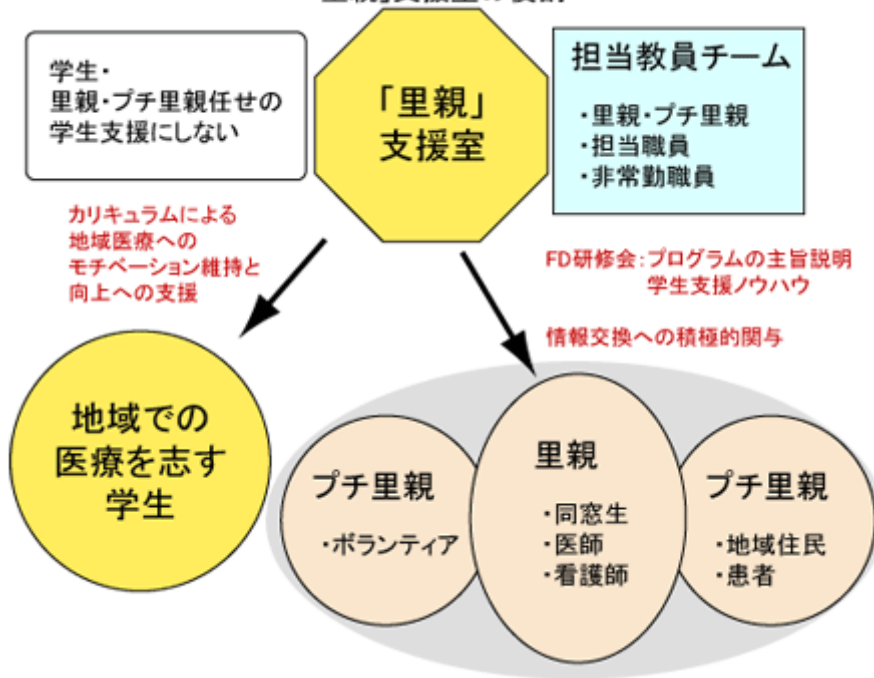 学生・
里親・プチ里親任せの
学生支援にしない
「里親」
支援室
担当教員チーム
・里親・プチ里親
・担当職員
・非常勤職員
カリキュラムによる
地域医療への
モチベーション維持と
向上への支援
FD研修会:プログラムの主旨説明
学生支援ノウハウ
情報交換への積極的関与
地域での
医療を志す
学生
プチ里親
・ボランティア
里親
・同窓生
・医師
・看護師
プチ里親
・地域住民
・患者